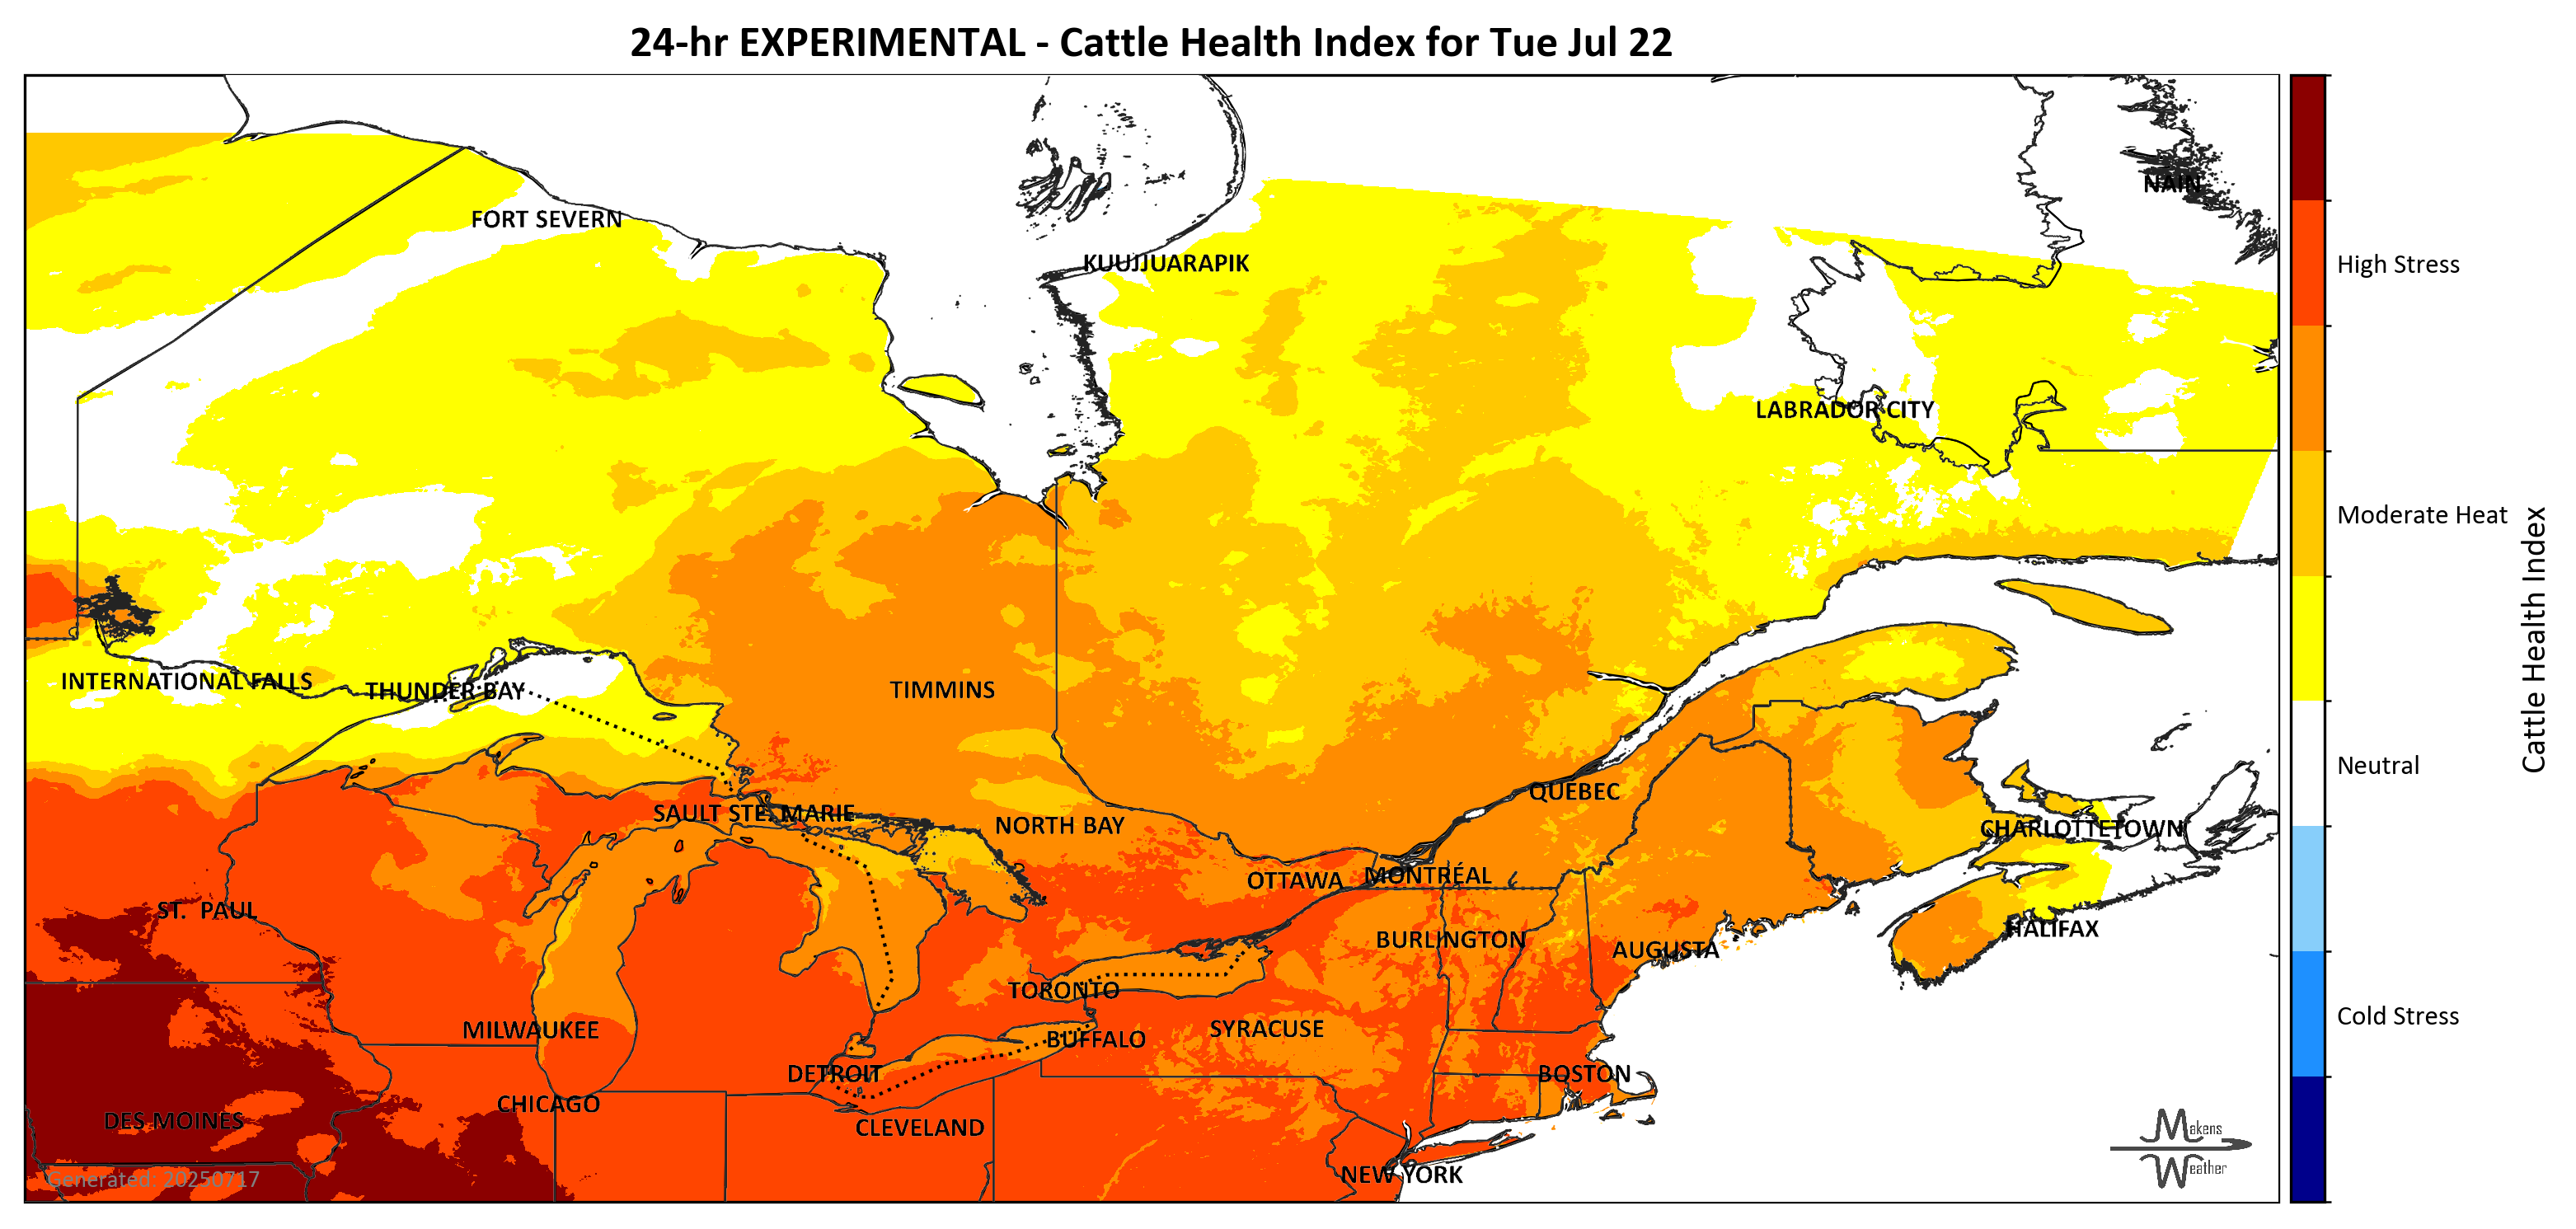 24-hr EXPERIMENTAL - Cattle Health Index for Tue Jul 22
NAIN
FORT SEVERN
KUUJJUARAPIK
High Stress
LABRADOR CITY
Moderate Heat
INTERNATIONAL FALLS
THUNDER BAY
TIMMINS
Cattle Health Index
Neutral
QUEBEC
SAULT STE. MARIE
NORTH BAY
CHARLOTTETOWN
OTTAWA
MONTRÉAL
ST. PAUL
HALIFAX
BURLINGTON
AUGUSTA
TORONTO
Cold Stress
MILWAUKEE
SYRACUSE
BUFFALO
DETROIT
BOSTON
CHICAGO
DES MOINES
CLEVELAND
Makens
Weather
NEW YORK
Generated: 20250717